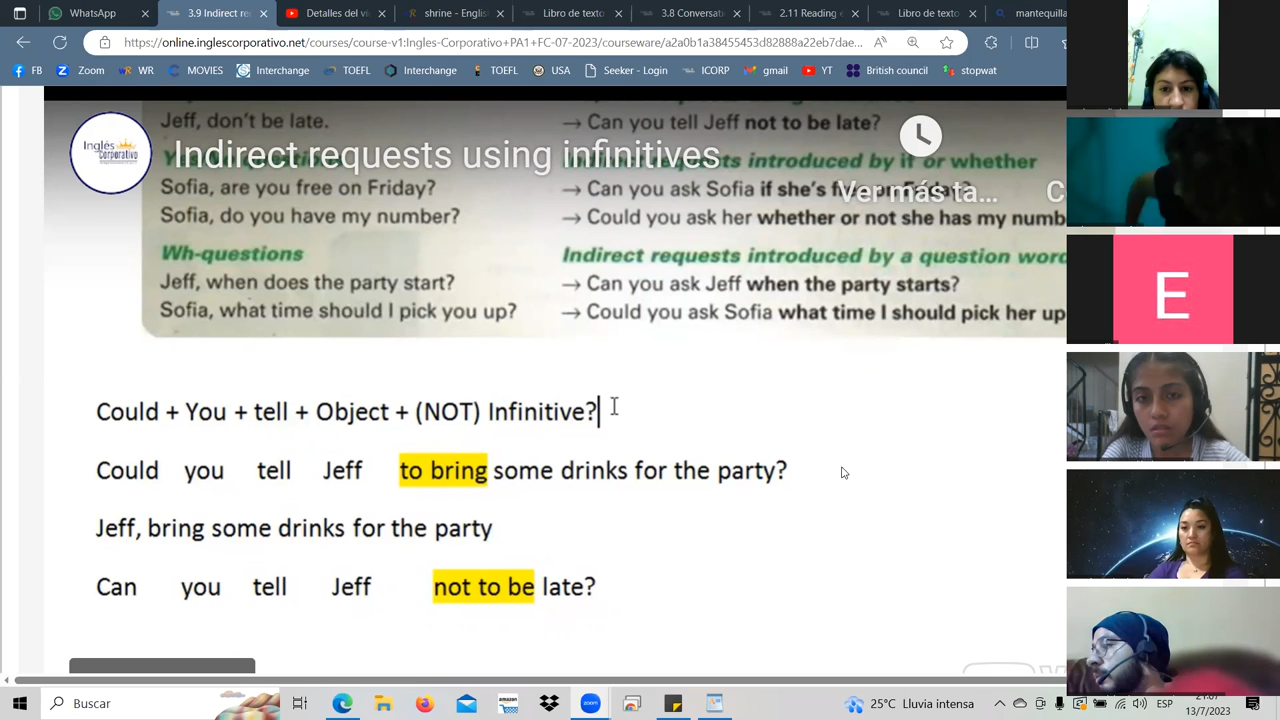 WhatsApp
3.9 Indirect re
Detalles del ví
shrine - Englis
Libro de texto
3.8 Conversat
2.11 Reading e
Libro de texto
mantequilla
https://online.inglescorporativo.net/courses/course-v1:Ingles-Corporativo+PA1+FC-07-2023/courseware/a2a0b1a38455453d82888a22eb7dae...
FB
Zoom
WR
MOVIES
Interchange
TOEFL
Interchange
TOEFL
USA
Seeker - Login
ICORP
gmail
YT
British council
stopwat
Inglés Corporativo
Indirect requests using infinitives
Ver más ta...
Jeff, don't be late.
→ Can you tell Jeff not to be late?
introduced by if or whether
Sofia, are you free on Friday?
→ Can you ask Sofia if she's
Sofia, do you have my number?
→ Could you ask her whether or not she has my numb
Wh-questions
Indirect requests introduced by a question word
Jeff, when does the party start?
→ Can you ask Jeff when the party starts?
Sofia, what time should I pick you up?
→ Could you ask Sofia what time I should pick her up
Could + You + tell + Object + (NOT) Infinitive?
Could you tell Jeff to bring some drinks for the party?
Jeff, bring some drinks for the party
Can you tell Jeff not to be late?
E
Buscar
25°C Lluvia intensa
ESP
13/7/2023